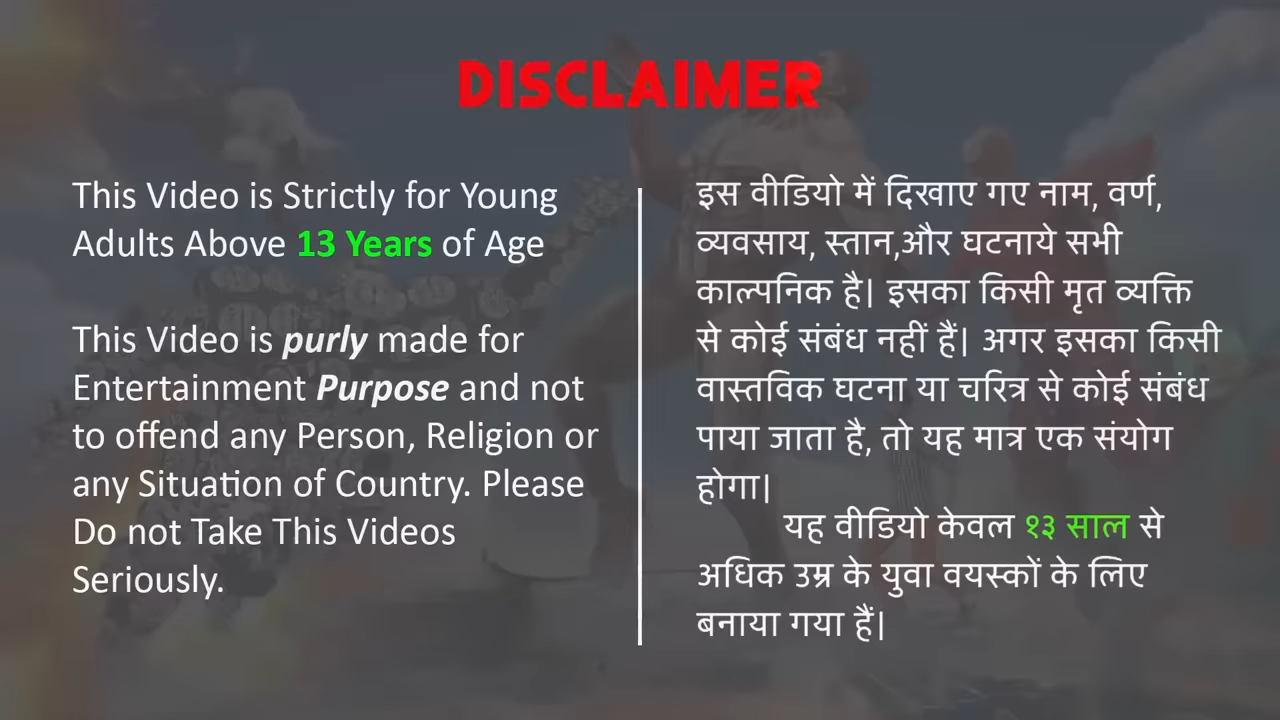 DISCLAIMER
This Video is Strictly for Young
Adults Above 13 Years of Age
This Video is purly made for
Entertainment Purpose and not
to offend any Person, Religion or
any Situation of Country. Please
Do not Take This Videos
Seriously.
इस वीडियो में दिखाए गए नाम, वर्ण,
व्यवसाय, स्तान,और घटनाये सभी
काल्पनिक है| इसका किसी मृत व्यक्ति
से कोई संबंध नहीं हैं| अगर इसका किसी
वास्तविक घटना या चरित्र से कोई संबंध
पाया जाता है, तो यह मात्र एक संयोग
होगा|
यह वीडियो केवल १३ साल से
अधिक उम्र के युवा वयस्कों के लिए
बनाया गया हैं|